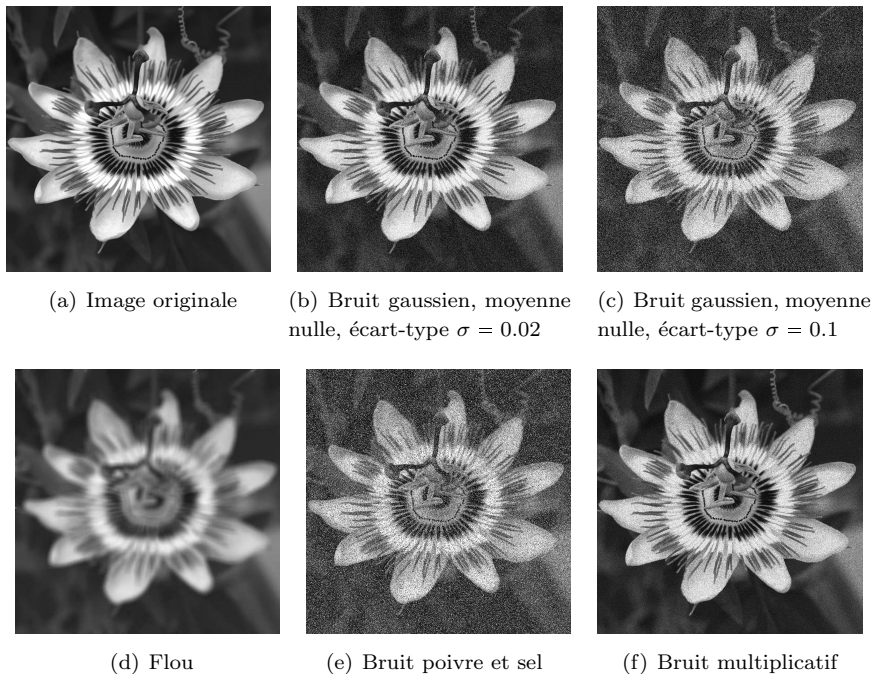 (a) Image originale
(b) Bruit gaussien, moyenne
nulle, écart-type σ = 0.02
(c) Bruit gaussien, moyenne
nulle, écart-type σ = 0.1
(d) Flou
(e) Bruit poivre et sel
(f) Bruit multiplicatif